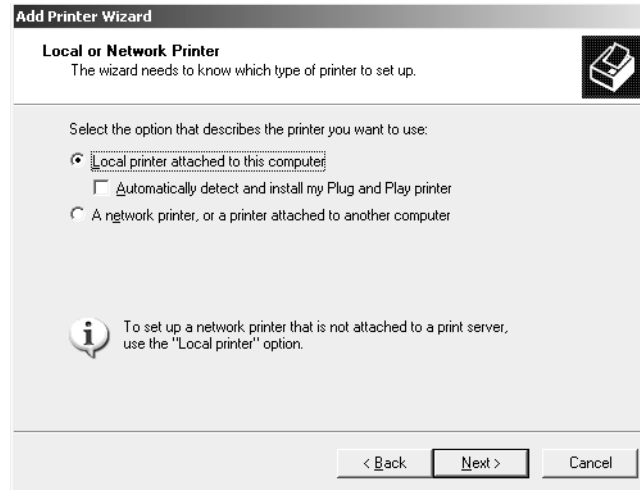 Add Printer Wizard
Local or Network Printer
The wizard needs to know which type of printer to set up.
Select the option that describes the printer you want to use:
Local printer attached to this computer
Automatically detect and install my Plug and Play printer
A network printer, or a printer attached to another computer
To set up a network printer that is not attached to a print server,
use the "Local printer" option.
< Back
Next >
Cancel